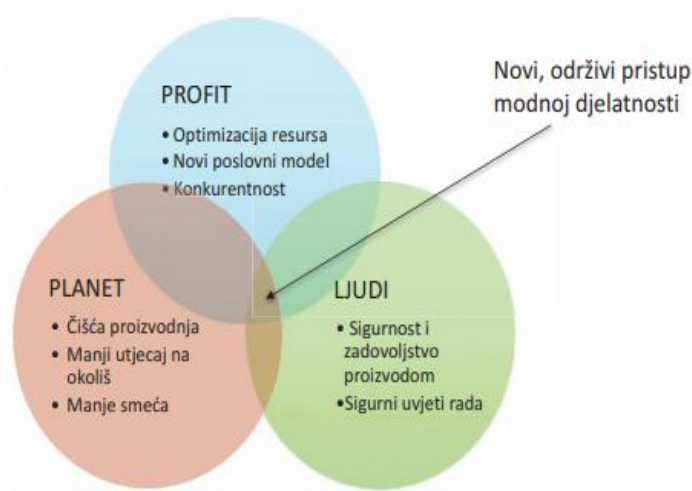 Novi, održivi pristup
modnoj djelatnosti
PROFIT
• Optimizacija resursa
• Novi poslovni model
• Konkurentnost
PLANET
• Čišća proizvodnja
• Manji utjecaj na
okoliš
• Manje smeća
LJUDI
• Sigurnost i
zadovoljstvo
proizvodom
•Sigurni uvjeti rada